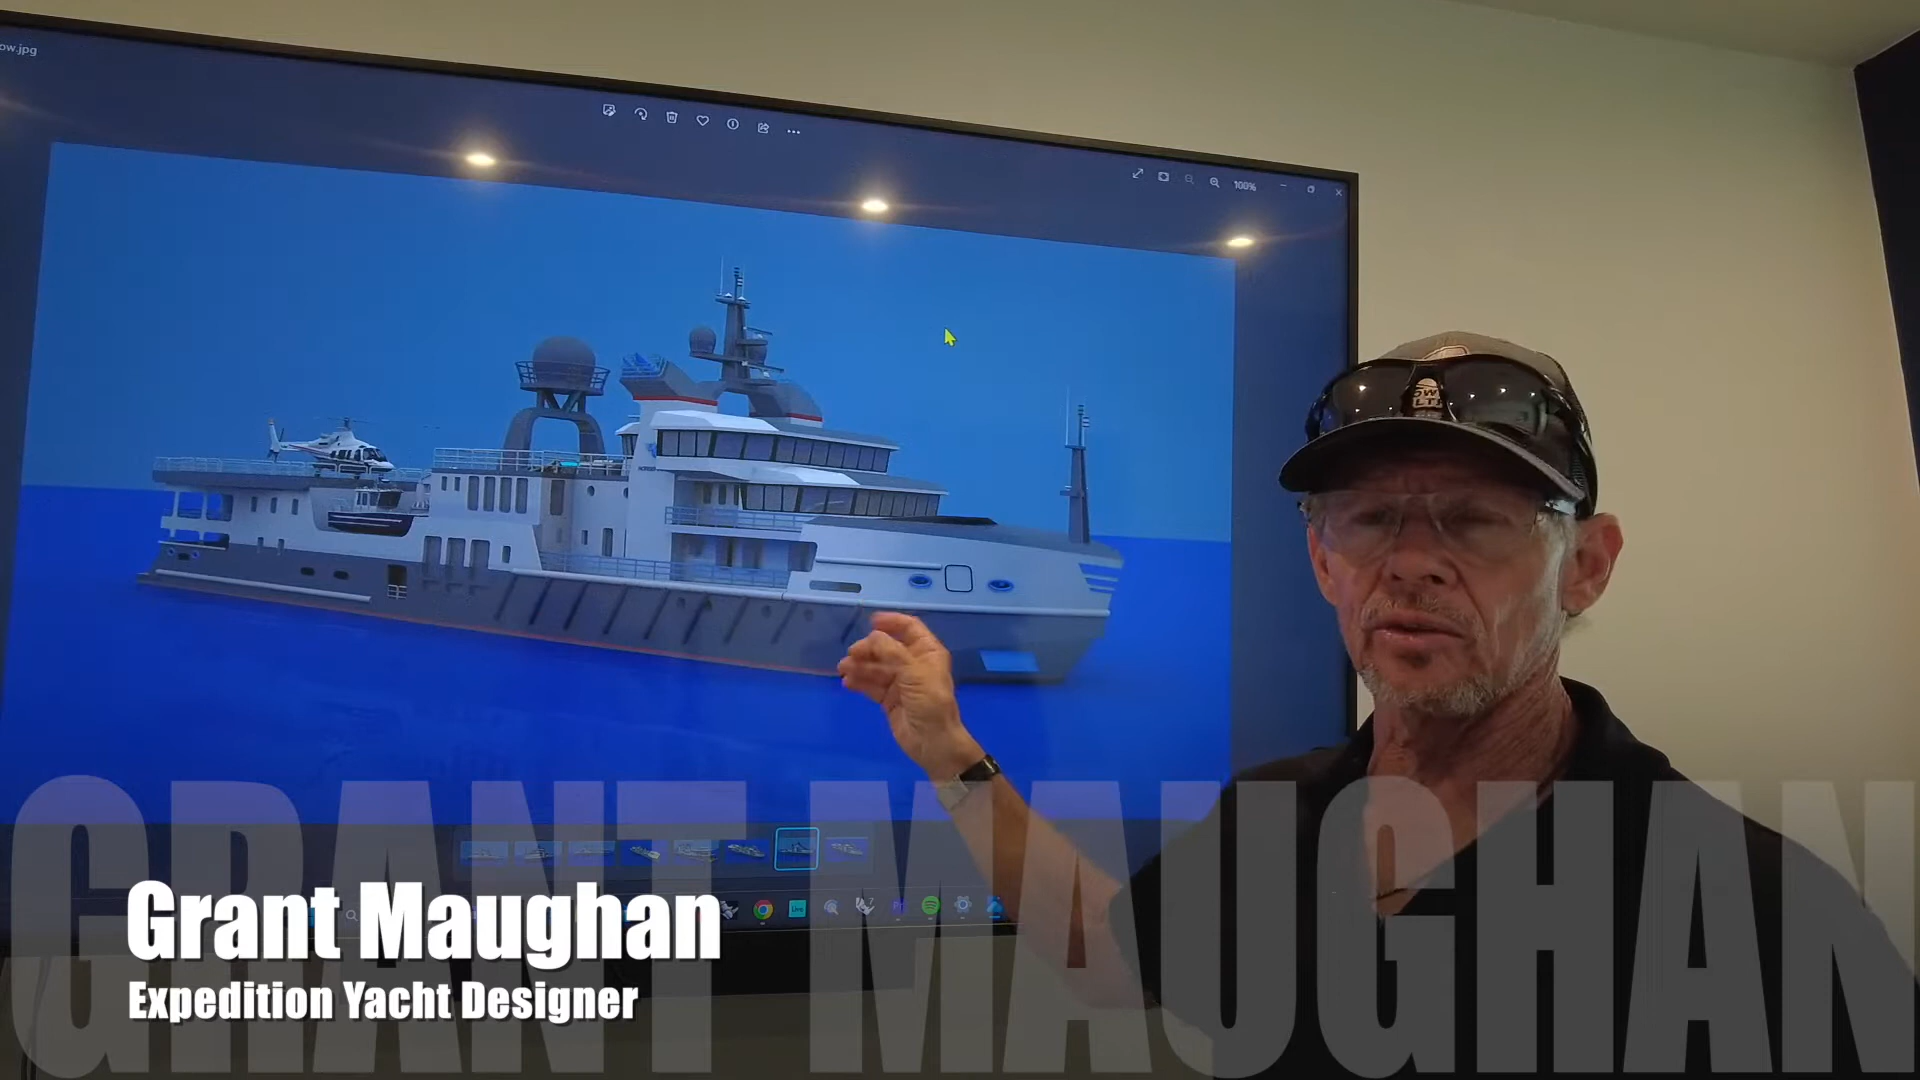 ow.jpg
100%
GRANT MAUGHAN
Grant Maughan
Expedition Yacht Designer